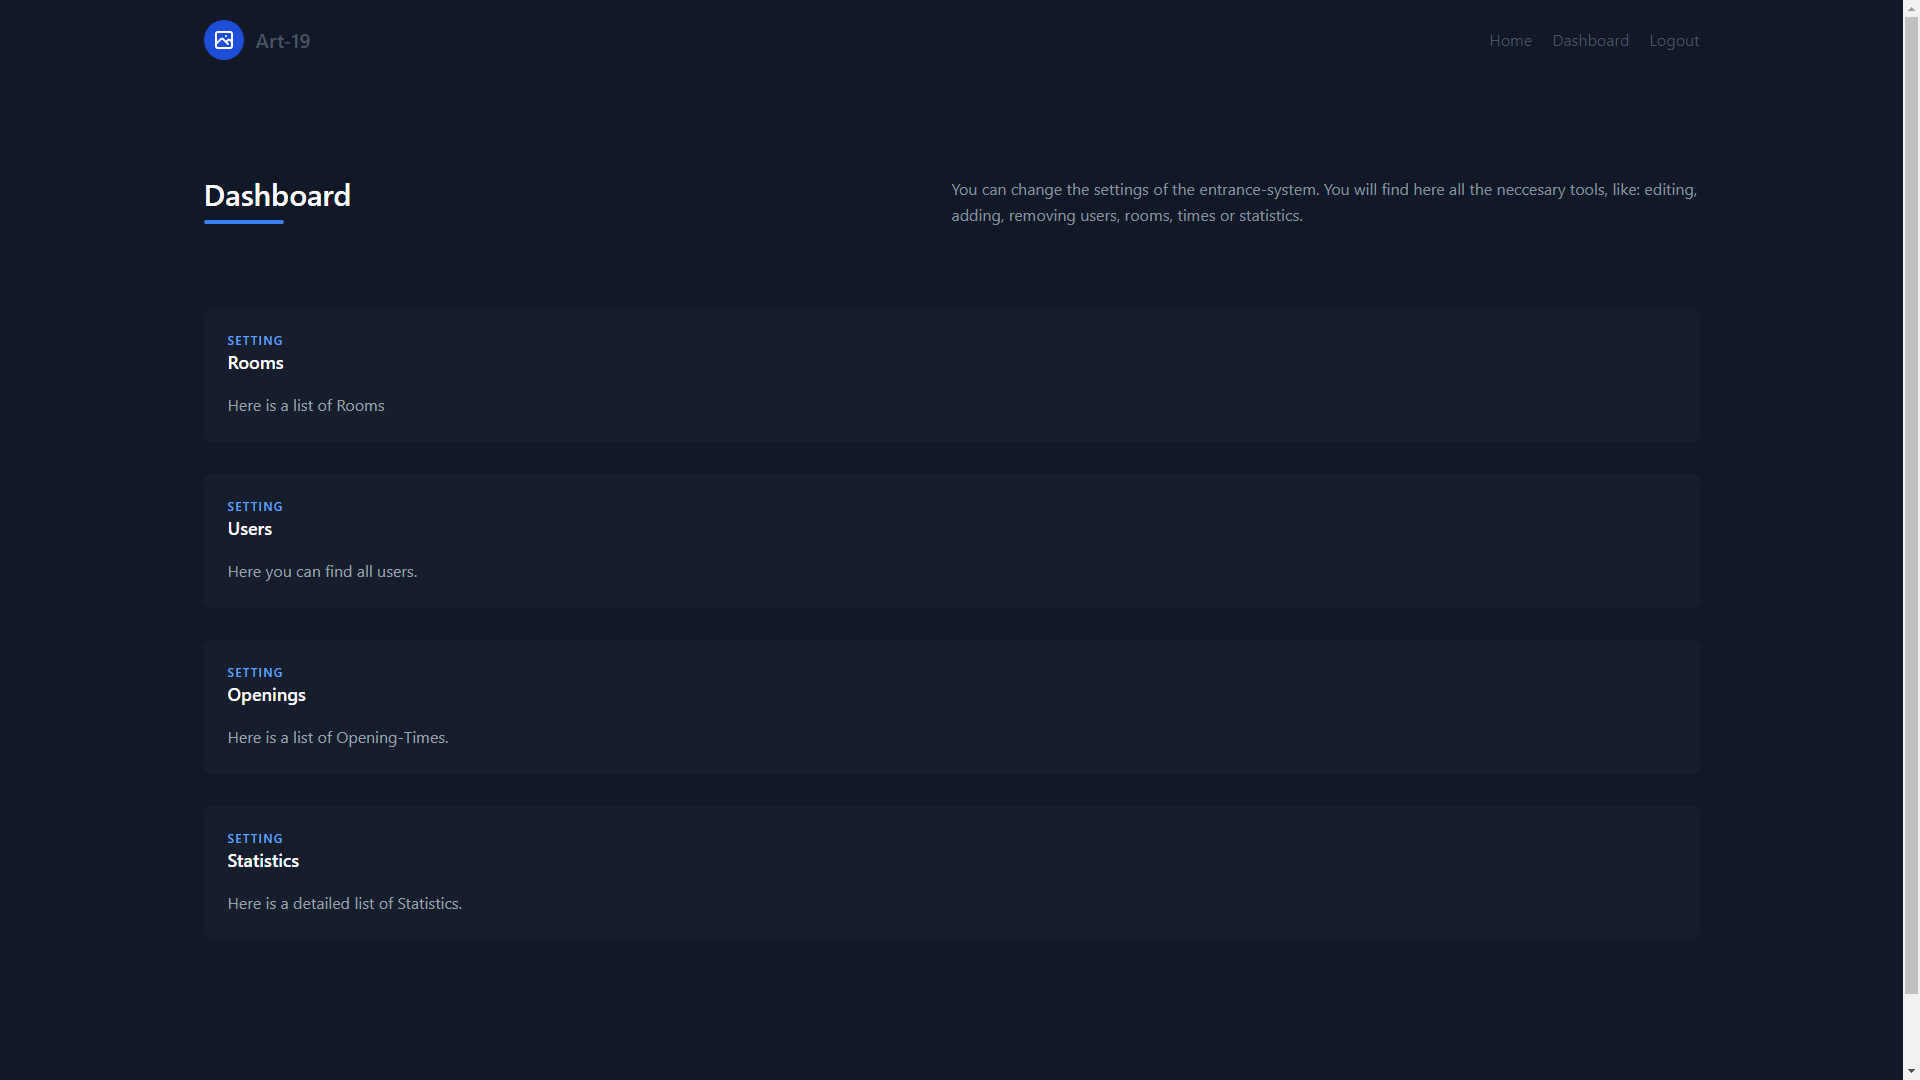 Art-19
Home Dashboard Logout
Dashboard
You can change the settings of the entrance-system. You will find here all the neccesary tools, like: editing,
adding, removing users, rooms, times or statistics.
SETTING
Rooms
Here is a list of Rooms
SETTING
Users
Here you can find all users.
SETTING
Openings
Here is a list of Opening-Times.
SETTING
Statistics
Here is a detailed list of Statistics.